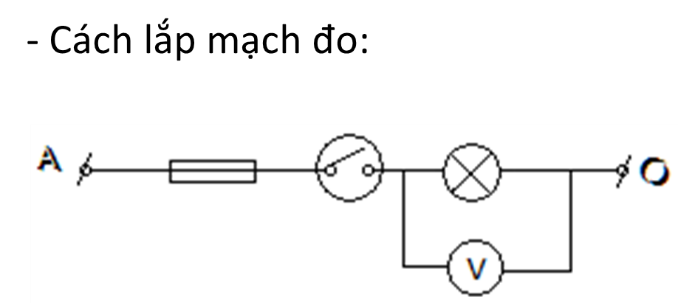 - Cách lắp mạch đo:
A O
V